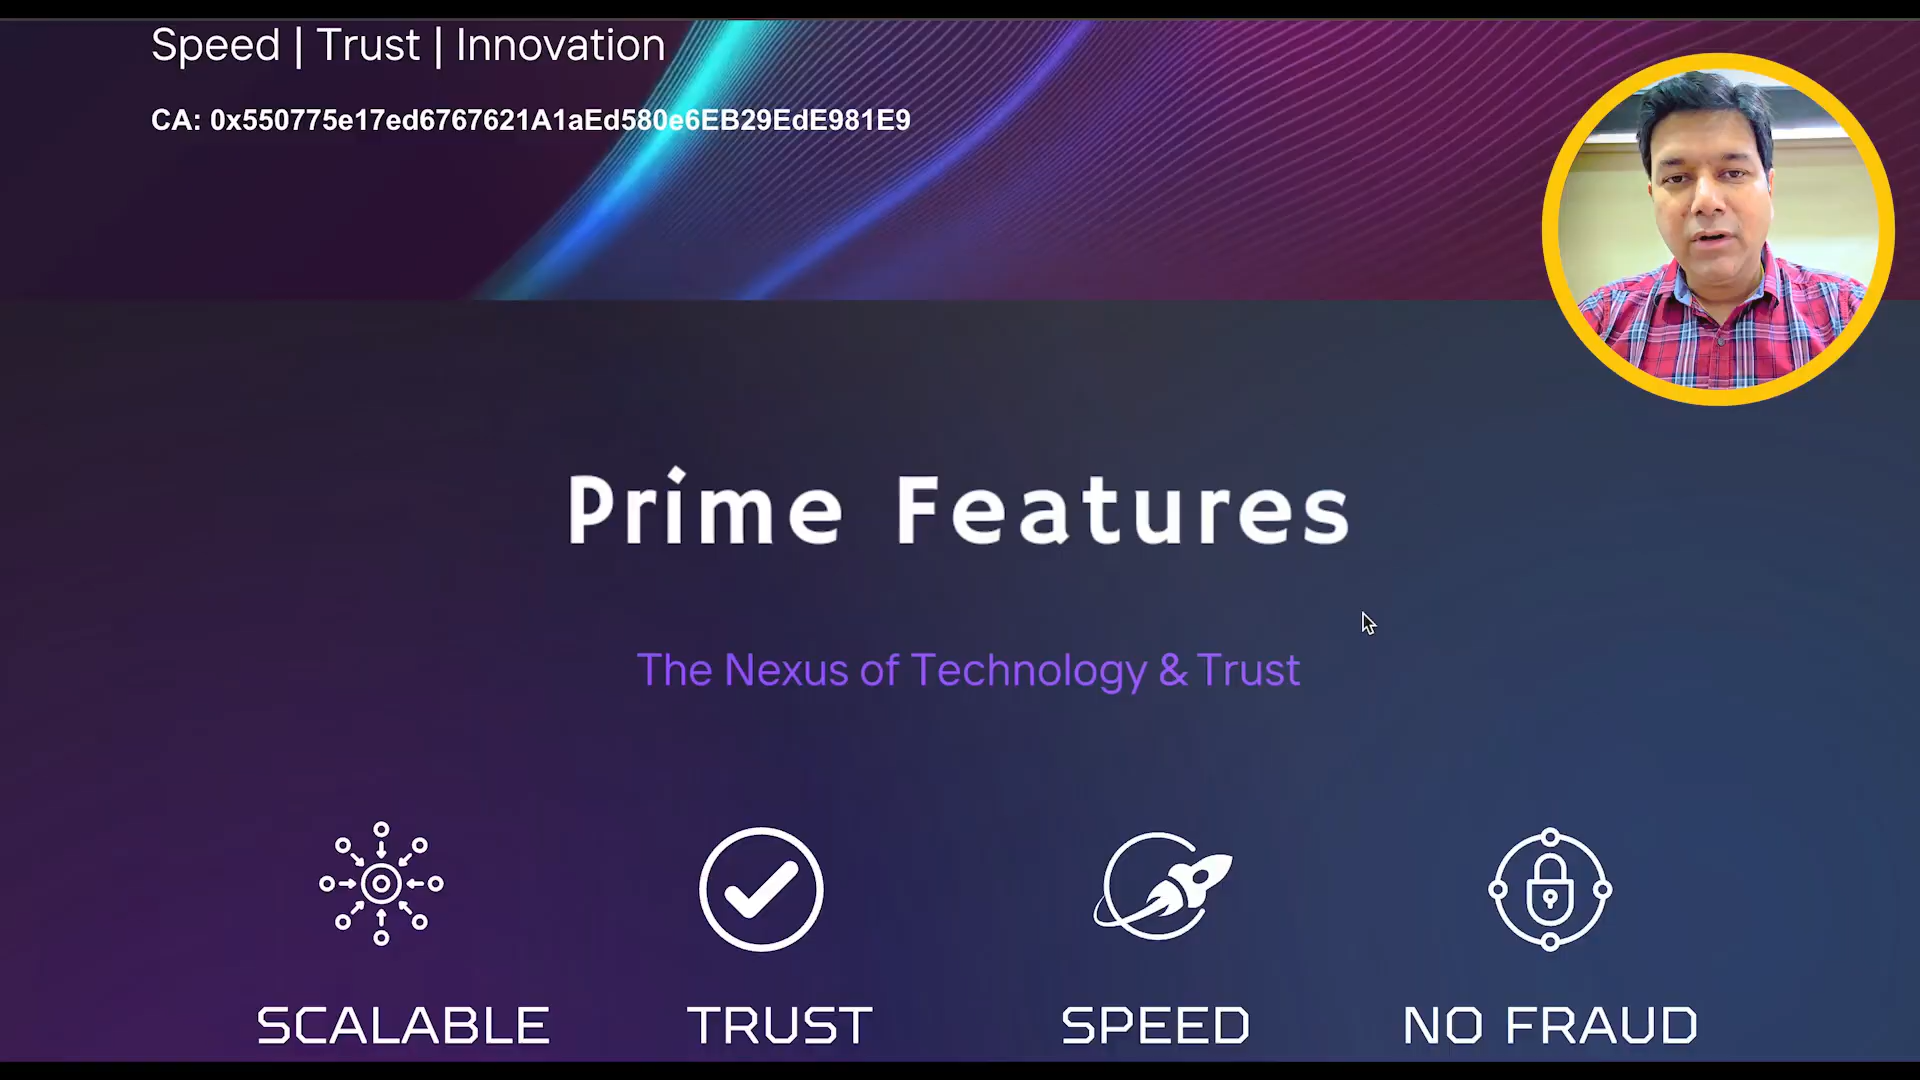 Speed | Trust | Innovation
CA: 0x550775e17ed6767621A1aEd580e6EB29EdE981E9
Prime Features
The Nexus of Technology & Trust
SCALABLE
TRUST
SPEED
NO FRAUD